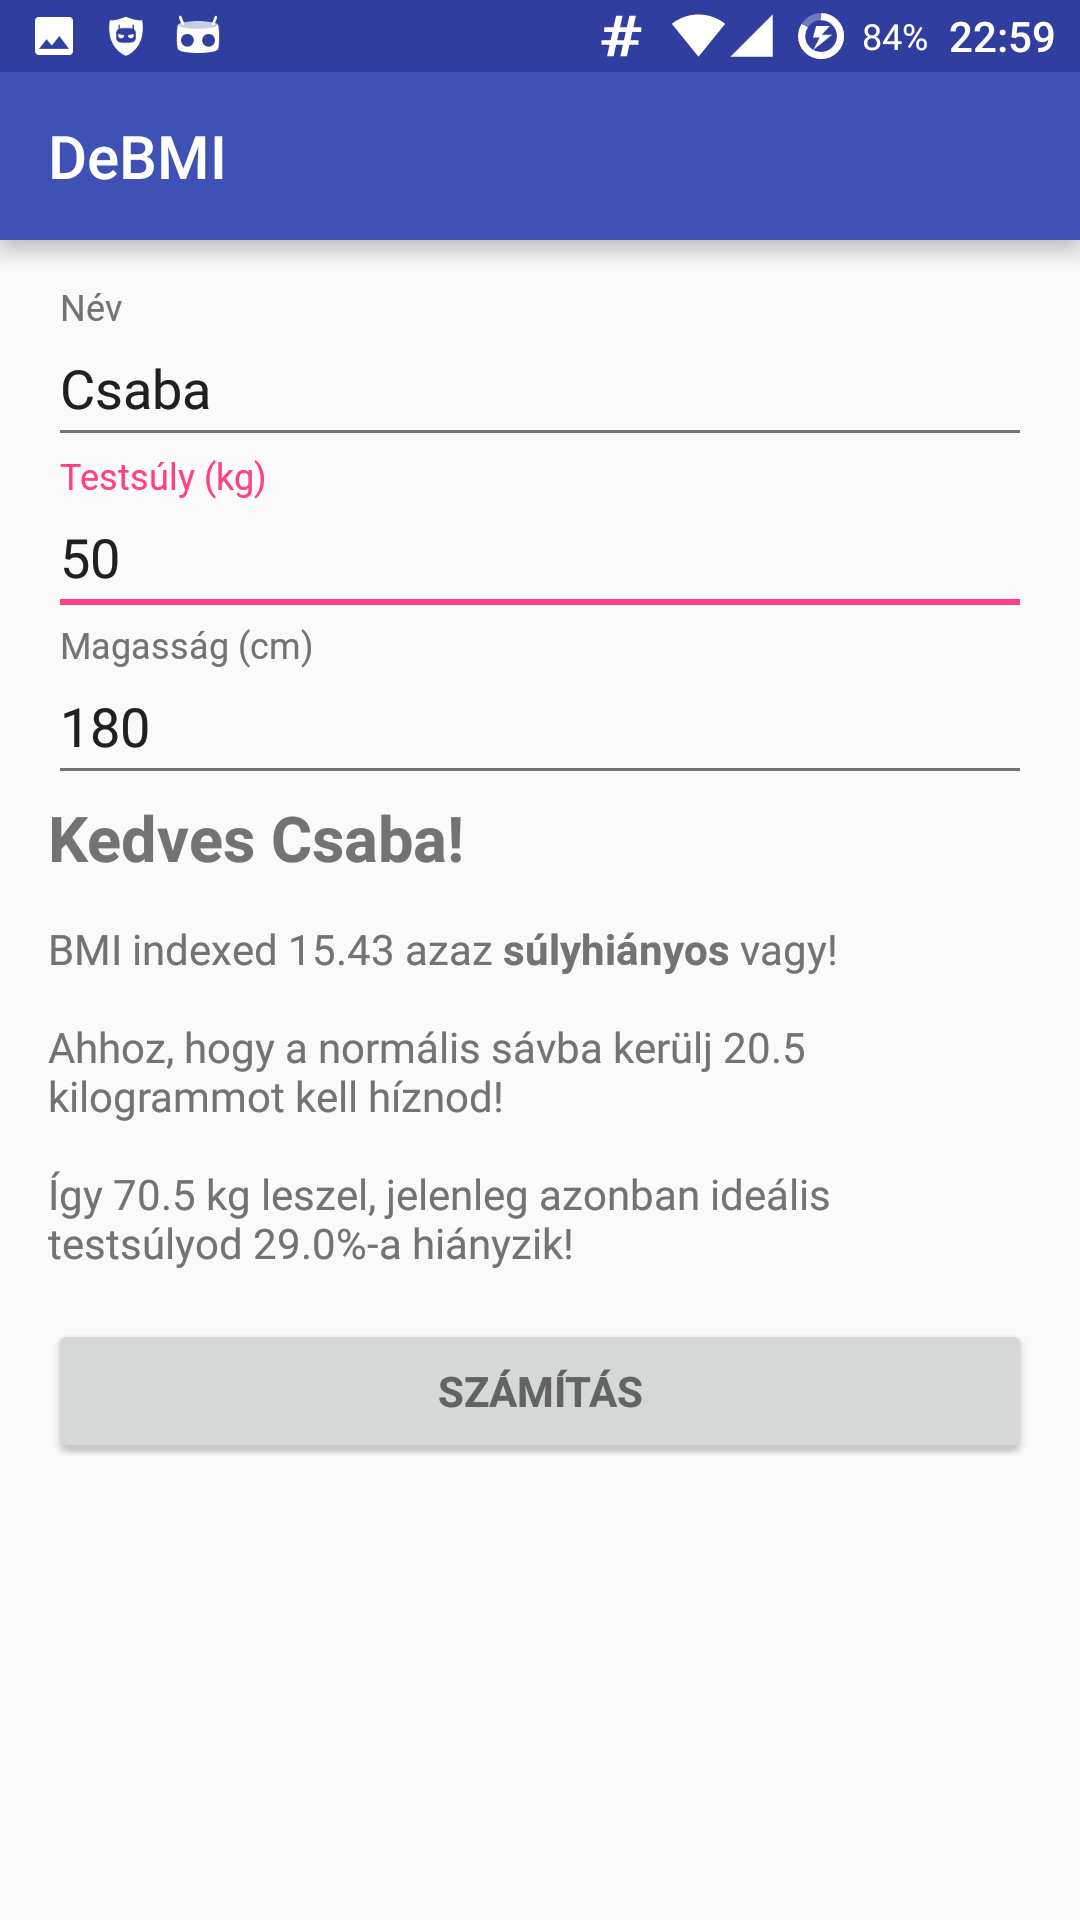 # 84% 22:59
DeBMI
Név
Csaba
Testsúly (kg)
50
Magasság (cm)
180
Kedves Csaba!
BMI indexed 15.43 azaz súlyhiányos vagy!
Ahhoz, hogy a normális sávba kerülj 20.5
kilogrammot kell híznod!
Így 70.5 kg leszel, jelenleg azonban ideális
testsúlyod 29.0%-a hiányzik!
SZÁMÍTÁS